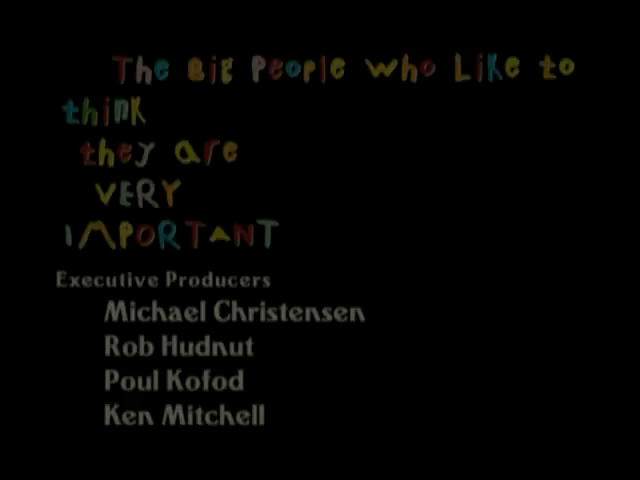 The Big People who Like to
think
they are
VERY
IMPORTANT
Executive Producers
Michael Christensen
Rob Hudnut
Poul Kofod
Ken Mitchell